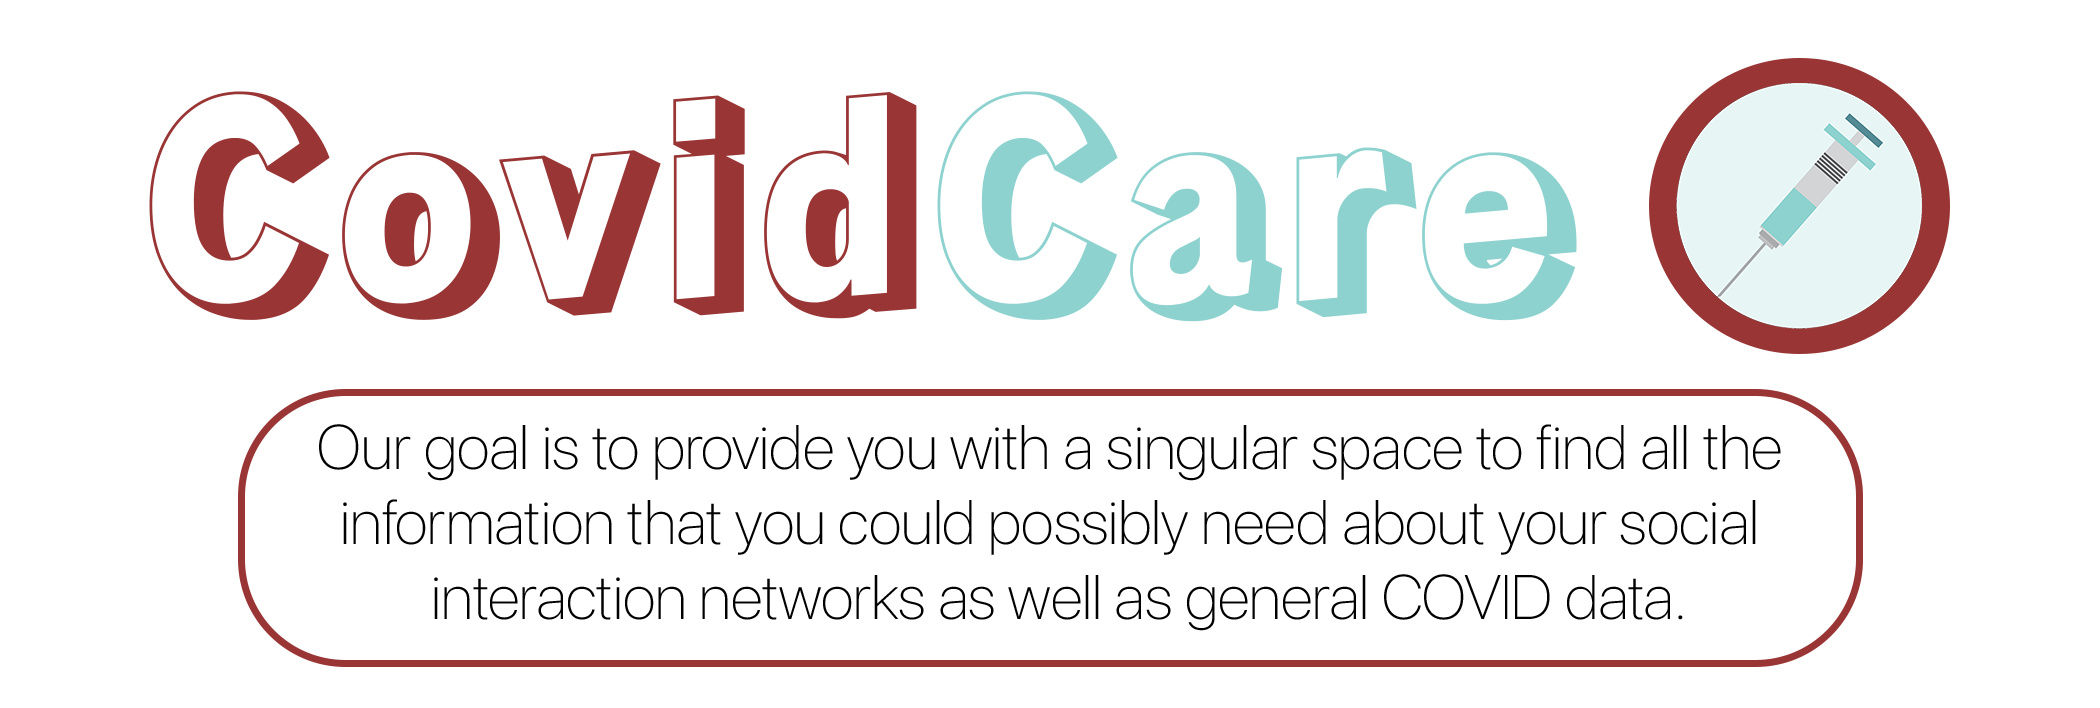 CovidCare
Our goal is to provide you with a singular space to find all the
information that you could possibly need about your social
interaction networks as well as general COVID data.